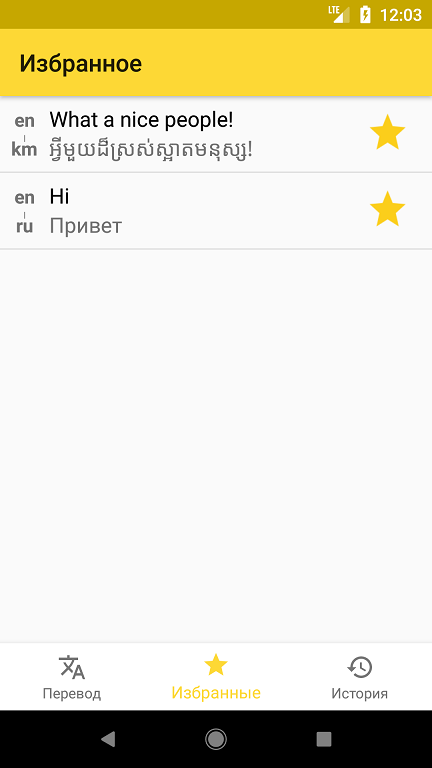 LTE 12:03
Избранное
en What a nice people!
km អ្វីមួយដ៏ស្រស់ស្អាតមនុស្ស!
en Hi
ru Привет
Перевод Избранные История